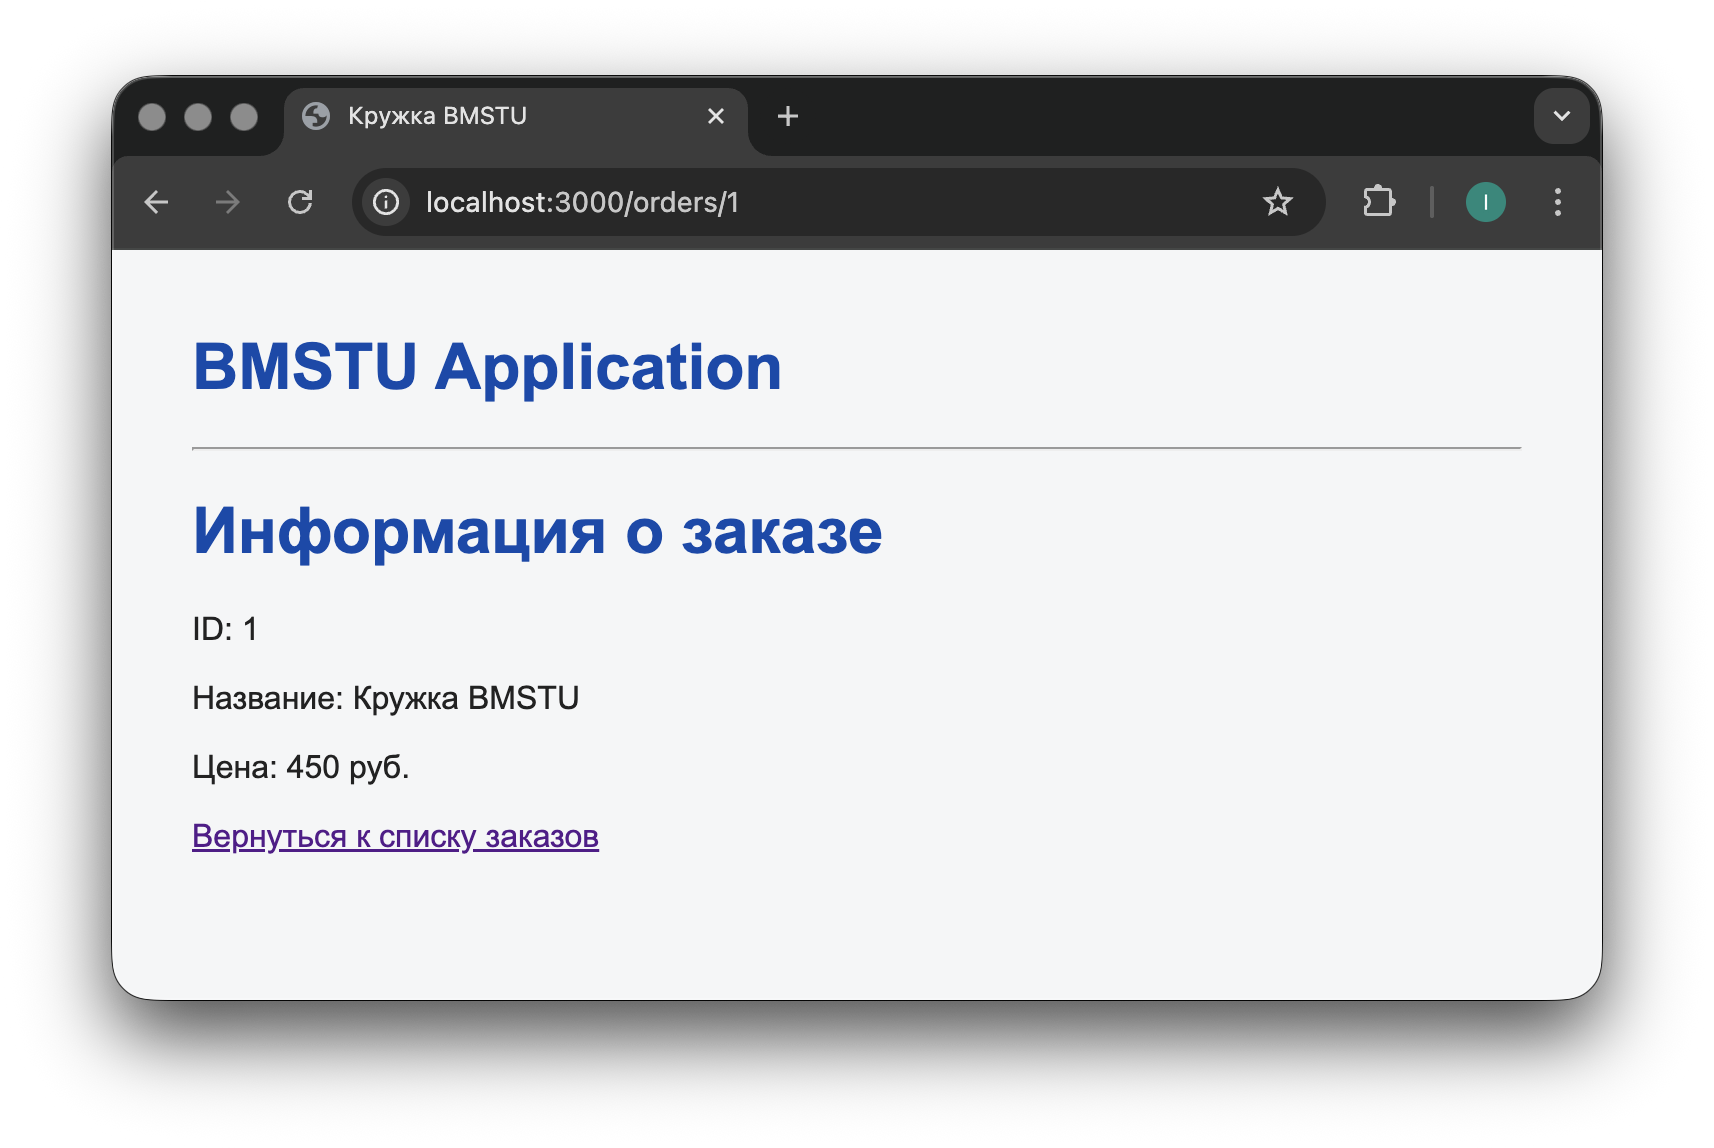 Кружка BMSTU
localhost:3000/orders/1
I
BMSTU Application
Информация о заказе
ID: 1
Название: Кружка BMSTU
Цена: 450 руб.
Вернуться к списку заказов